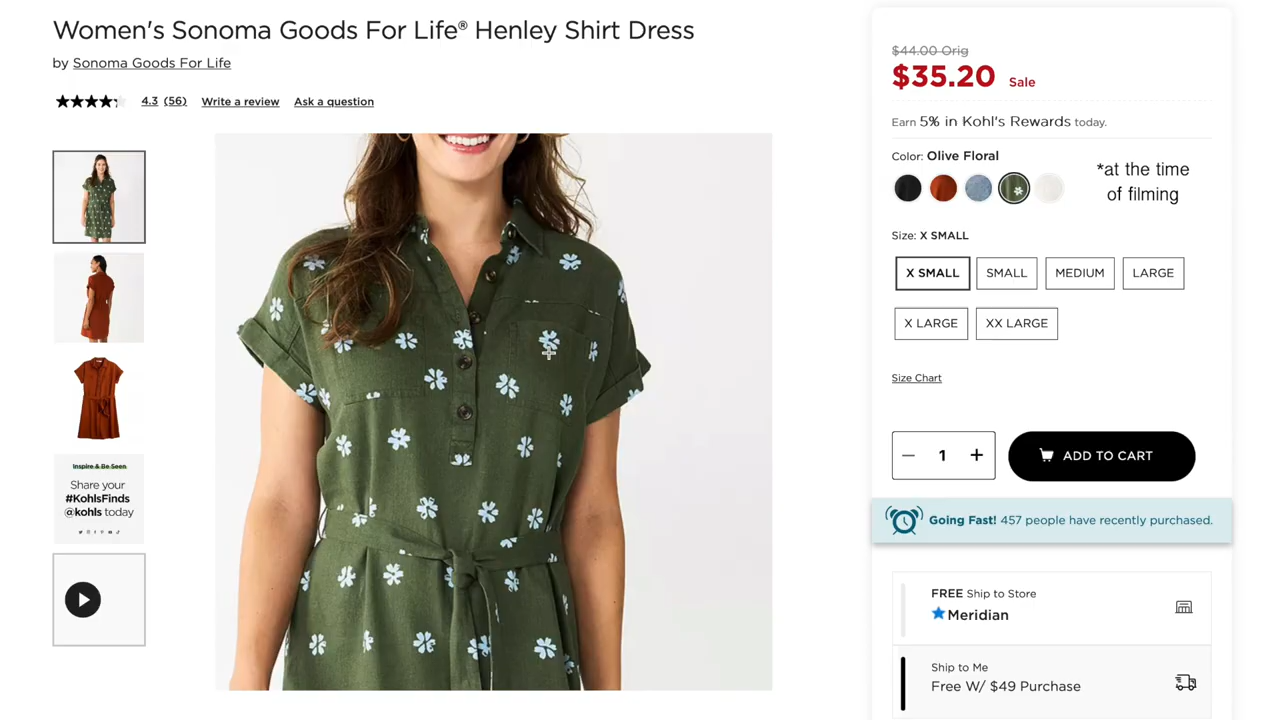 Women's Sonoma Goods For Life® Henley Shirt Dress
by Sonoma Goods For Life
4.3 (56) Write a review Ask a question
Inspire & Be Seen
Share your
#KohlsFinds
@kohls today
$44.00 Orig
$35.20 Sale
Earn 5% in Kohl's Rewards today.
Color: Olive Floral
*at the time
of filming
Size: X SMALL
X SMALL SMALL MEDIUM LARGE
X LARGE XX LARGE
Size Chart
1 ADD TO CART
Going Fast! 457 people have recently purchased.
FREE Ship to Store
Meridian
Ship to Me
Free W/ $49 Purchase